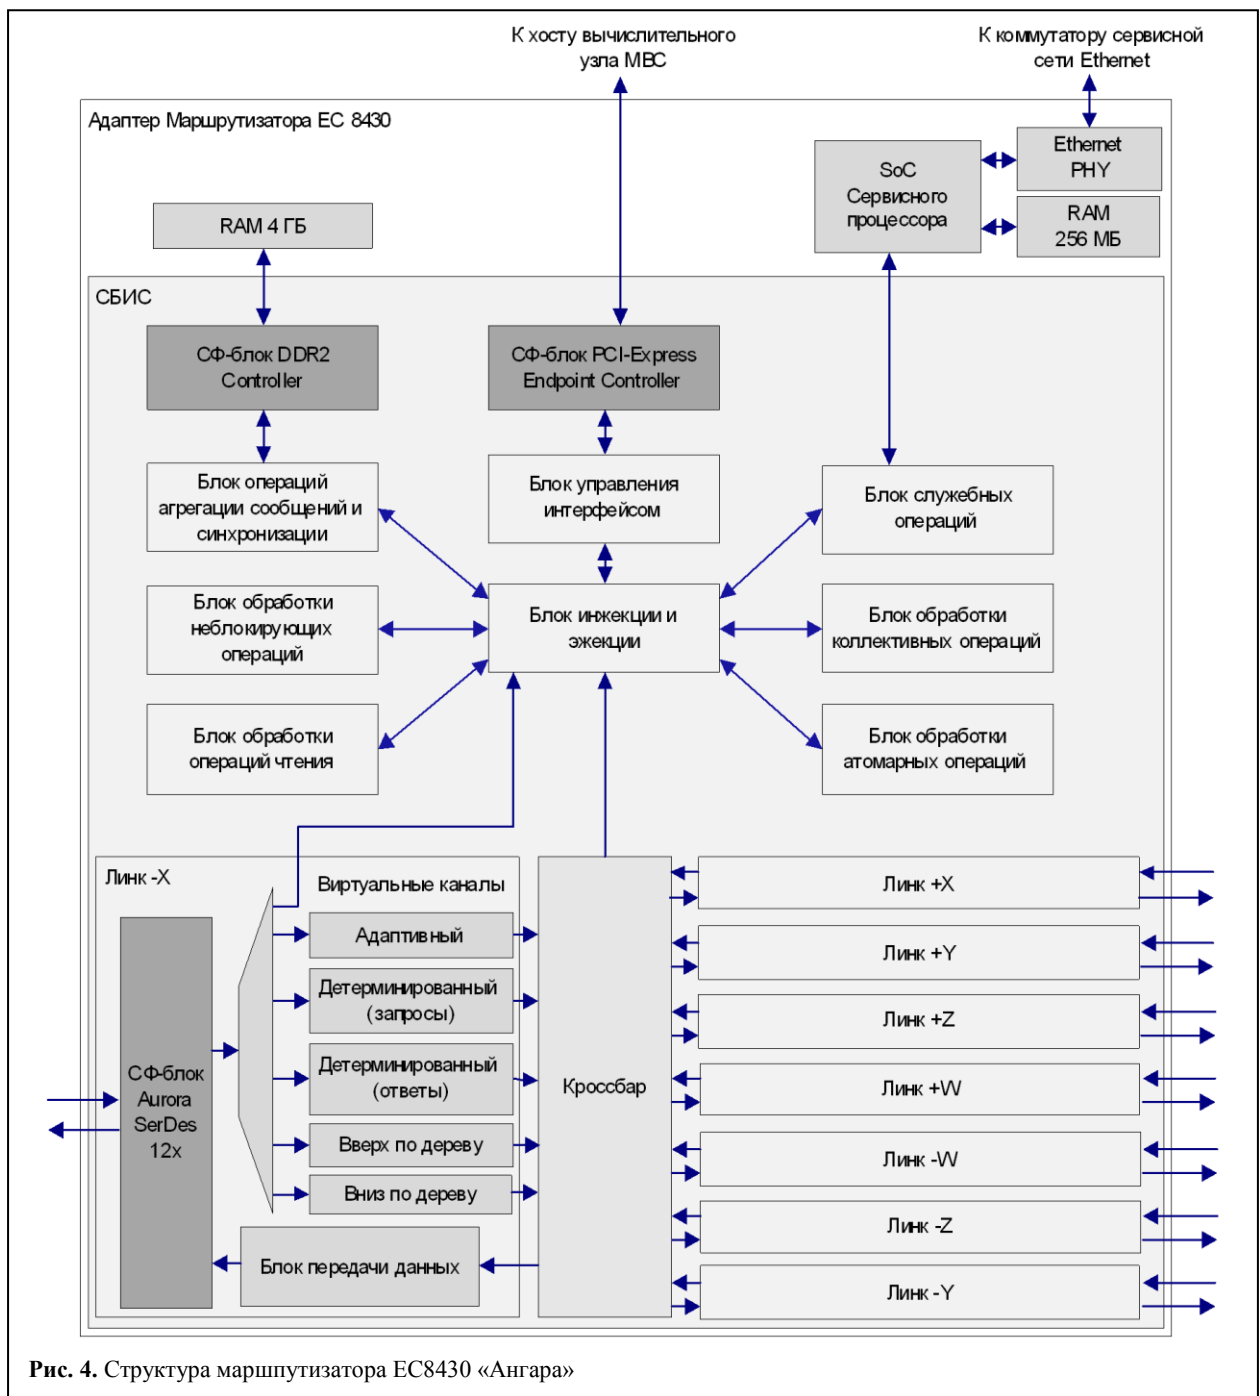 К хосту вычислительного
узла МВС
К коммутатору сервисной
сети Ethernet
Адаптер Маршрутизатора ЕС 8430
Ethernet
PHY
SoC
Сервисного
процессора
RAM
256 МБ
RAM 4 ГБ
СБИС
СФ-блок DDR2
Controller
СФ-блок PCI-Express
Endpoint Controller
Блок операций
агрегации сообщений и
синхронизации
Блок управления
интерфейсом
Блок служебных
операций
Блок обработки
неблокирующих
операций
Блок инжекции и
эжекции
Блок обработки
коллективных операций
Блок обработки
операций чтения
Блок обработки
атомарных операций
Линк -X
Виртуальные каналы
Адаптивный
Детерминированный
(запросы)
Детерминированный
(ответы)
Вверх по дереву
Вниз по дереву
Блок передачи данных
СФ-блок
Aurora
SerDes
12x
Кроссбар
Линк +X
Линк +Y
Линк +Z
Линк +W
Линк -W
Линк -Z
Линк -Y
Рис. 4. Структура маршпутизатора ЕС8430 «Ангара»